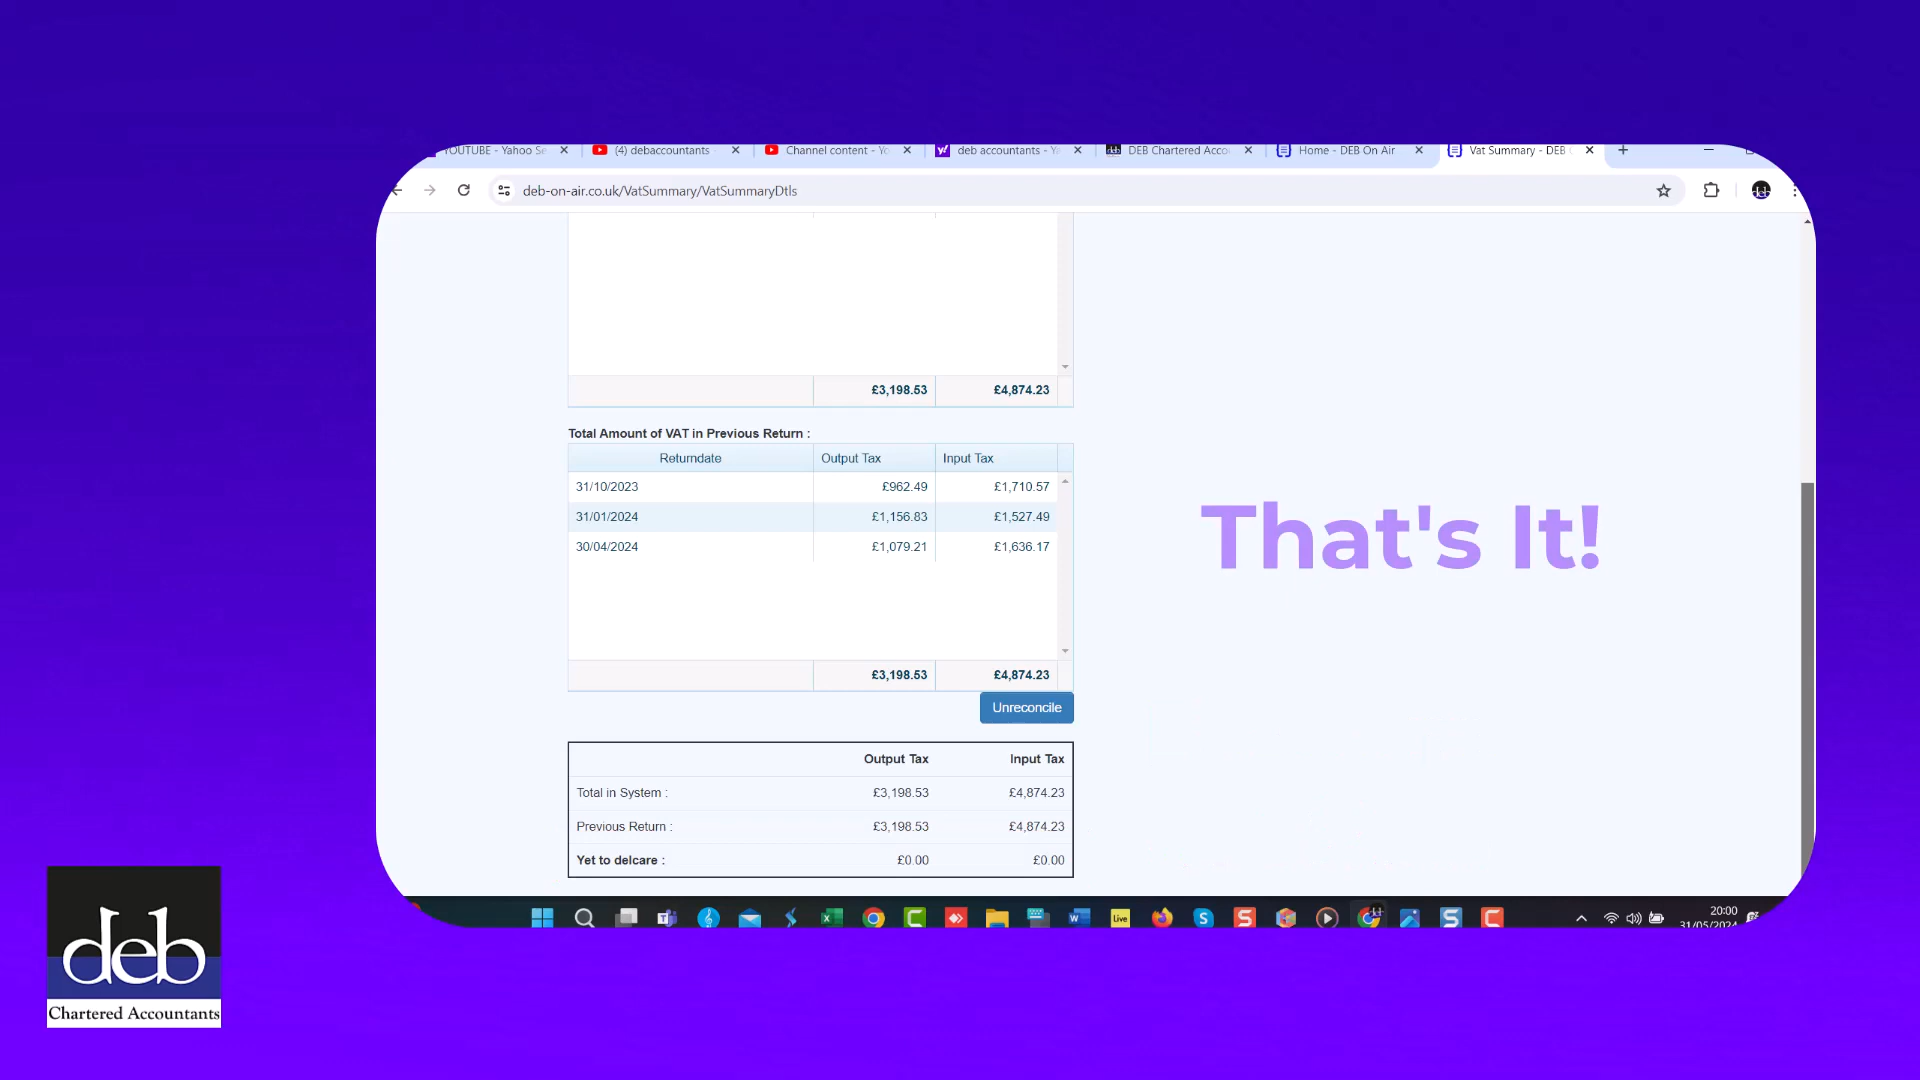 YOUTUBE - Yahoo Se
(4) debaccountants
Channel content - Yo
deb accountants - Ya
DEB Chartered Acco
Home - DEB On Air
Vat Summary - DEB
deb-on-air.co.uk/VatSummary/VatSummaryDtls
£3,198.53 £4,874.23
Total Amount of VAT in Previous Return :
Returndate Output Tax Input Tax
31/10/2023 £962.49 £1,710.57
31/01/2024 £1,156.83 £1,527.49
30/04/2024 £1,079.21 £1,636.17
£3,198.53 £4,874.23
Unreconcile
Output Tax Input Tax
Total in System : £3,198.53 £4,874.23
Previous Return : £3,198.53 £4,874.23
Yet to delcare : £0.00 £0.00
That's It!
Live
20:00
31/05/2024
deb
Chartered Accountants